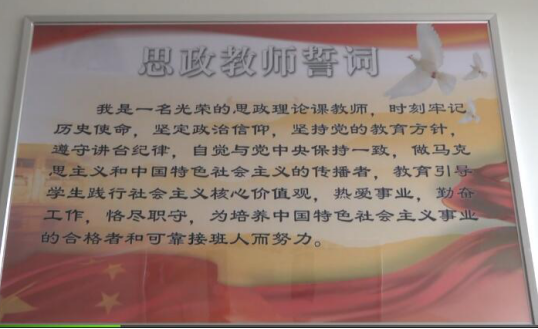 思政教师誓词
我是一名光荣的思政理论课教师，时刻牢记
历史使命，坚定政治信仰，坚持党的教育方针，
遵守讲台纪律，自觉与党中央保持一致，做马克
思主义和中国特色社会主义的传播者，教育引导
学生践行社会主义核心价值观，热爱事业，勤奋
工作，恪尽职守，为培养中国特色社会主义事业
的合格者和可靠接班人而努力。